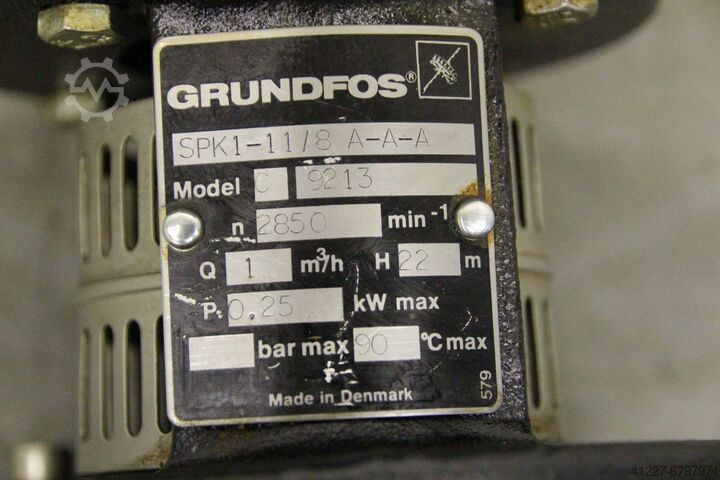 GRUNDFOS®
SPK1-11/8 A-A-A
Model C 9213
n 2850 min -1
Q 1 m³/h H 22 m
P 0.25 kW max
bar max 90 °C max
Made in Denmark
579
41227-6797971